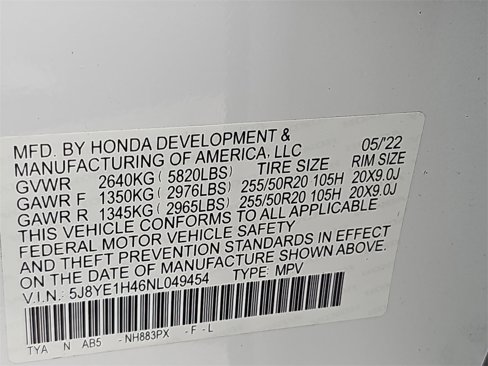 MFD. BY HONDA DEVELOPMENT & 05/'22
MANUFACTURING OF AMERICA, LLC
GVWR 2640KG ( 5820LBS) TIRE SIZE RIM SIZE
GAWR F 1350KG ( 2976LBS) 255/50R20 105H 20X9.0J
GAWR R 1345KG ( 2965LBS) 255/50R20 105H 20X9.0J
THIS VEHICLE CONFORMS TO ALL APPLICABLE
FEDERAL MOTOR VEHICLE SAFETY
AND THEFT PREVENTION STANDARDS IN EFFECT
ON THE DATE OF MANUFACTURE SHOWN ABOVE.
V.I.N.: 5J8YE1H46NL049454 TYPE: MPV
TYA N AB5 -NH883PX -F-L